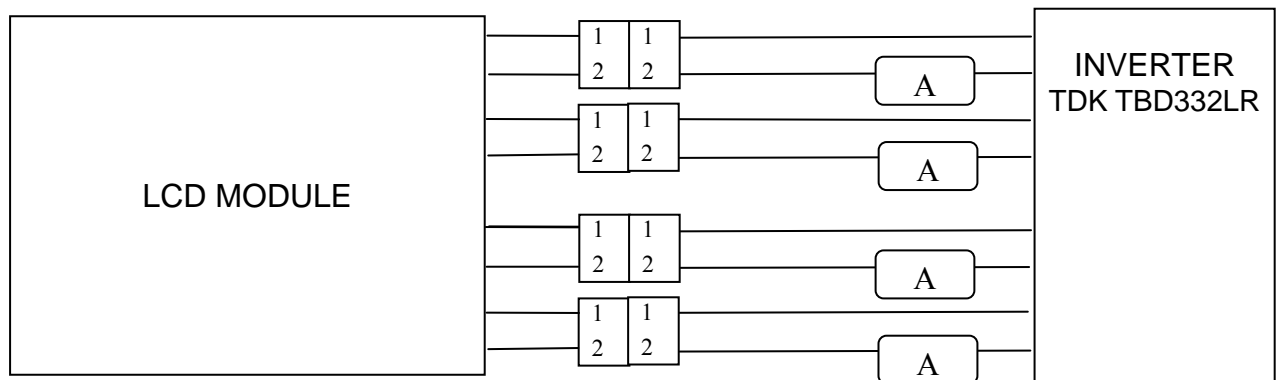 LCD MODULE
1 1
2 2
A
1 1
2 2
A
1 1
2 2
A
1 1
2 2
A
INVERTER
TDK TBD332LR